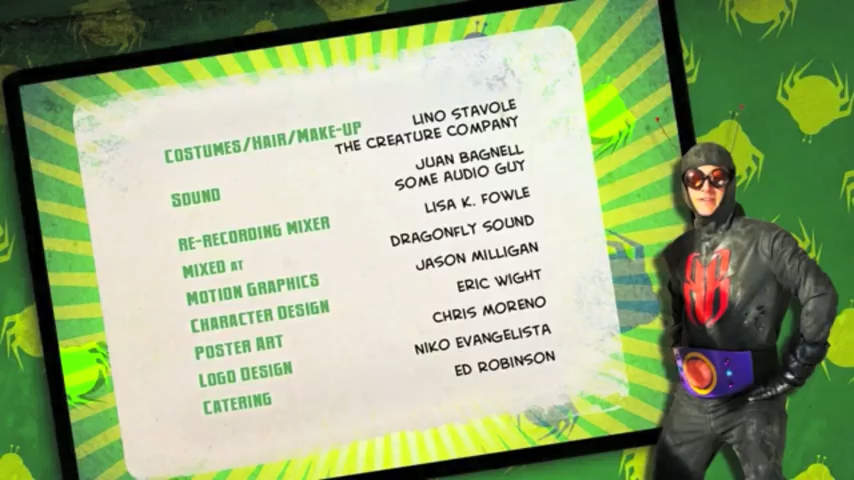 COSTUMES/HAIR/MAKE-UP LINO STAVOLE
THE CREATURE COMPANY
SOUND JUAN BAGNELL
SOME AUDIO GUY
RE-RECORDING MIXER LISA K. FOWLE
MIXED AT DRAGONFLY SOUND
MOTION GRAPHICS JASON MILLIGAN
CHARACTER DESIGN ERIC WIGHT
POSTER ART CHRIS MORENO
LOGO DESIGN NIKO EVANGELISTA
CATERING ED ROBINSON